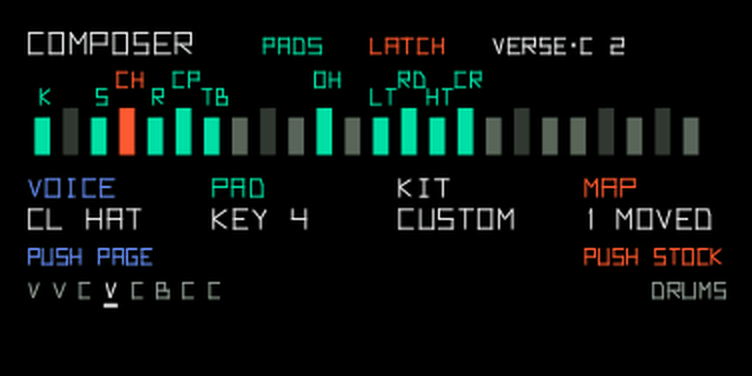 COMPOSER PADS LATCH VERSE·C 2
CH CP OH RD CR
K S R TB LT HT
VOICE PAD KIT MAP
CL HAT KEY 4 CUSTOM 1 MOVED
PUSH PAGE PUSH STOCK
V V C V C B C C DRUMS